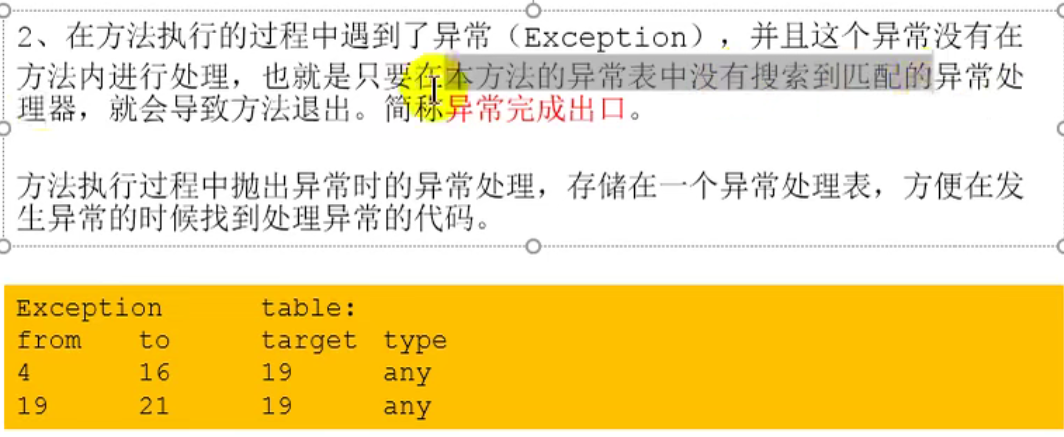 2、在方法执行的过程中遇到了异常（Exception），并且这个异常没有在
方法内进行处理，也就是只要在本方法的异常表中没有搜索到匹配的异常处
理器，就会导致方法退出。简称异常完成出口。
方法执行过程中抛出异常时的异常处理，存储在一个异常处理表，方便在发
生异常的时候找到处理异常的代码。
Exception table:
from to target type
4 16 19 any
19 21 19 any